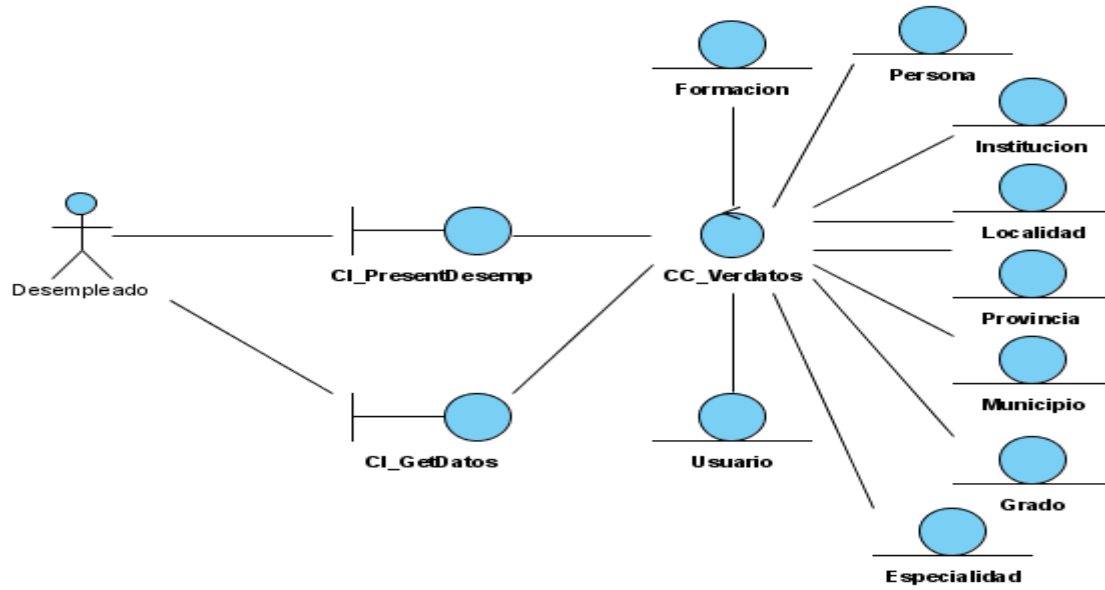 Formacion
Persona
Institucion
Localidad
Desempleado
CI_PresentDesemp
CC_Verdatos
Provincia
Municipio
CI_GetDatos
Usuario
Grado
Especialidad